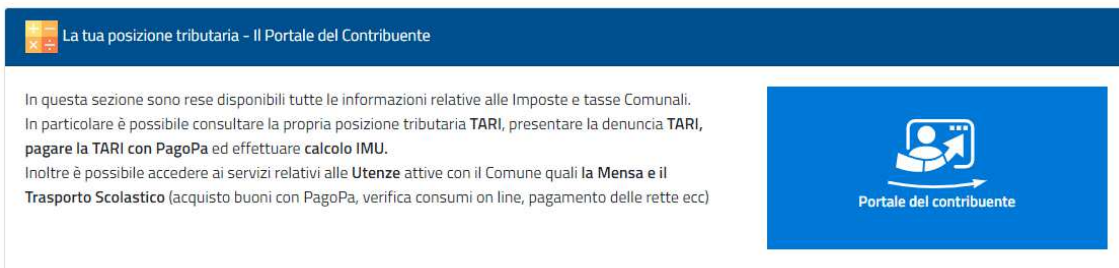 La tua posizione tributaria - Il Portale del Contribuente
In questa sezione sono rese disponibili tutte le informazioni relative alle Imposte e tasse Comunali.
In particolare è possibile consultare la propria posizione tributaria TARI, presentare la denuncia TARI,
pagare la TARI con PagoPa ed effettuare calcolo IMU.
Inoltre è possibile accedere ai servizi relativi alle Utenze attive con il Comune quali la Mensa e il
Trasporto Scolastico (acquisto buoni con PagoPa, verifica consumi on line, pagamento delle rette ecc)
Portale del contribuente